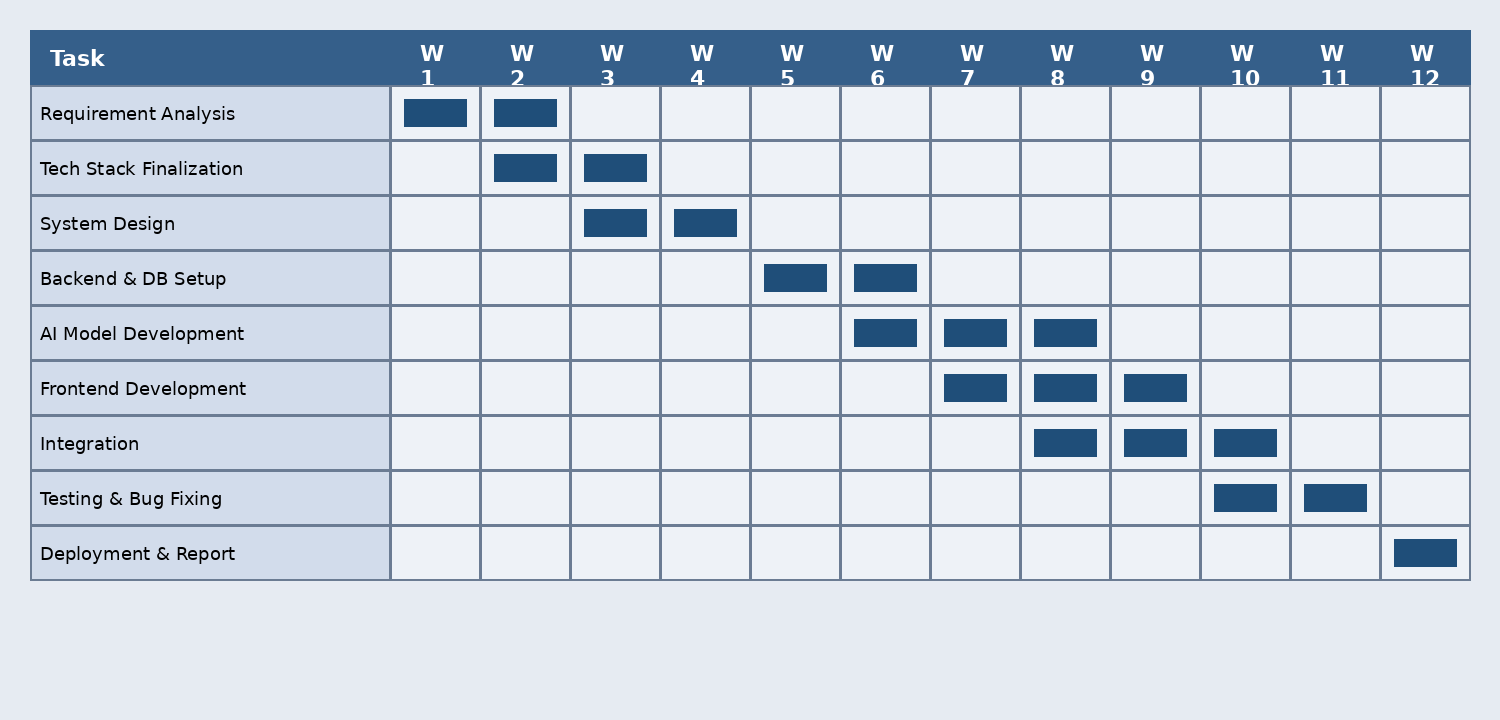 Task W W W W W W W W W W W W
1 2 3 4 5 6 7 8 9 10 11 12
Requirement Analysis
Tech Stack Finalization
System Design
Backend & DB Setup
AI Model Development
Frontend Development
Integration
Testing & Bug Fixing
Deployment & Report